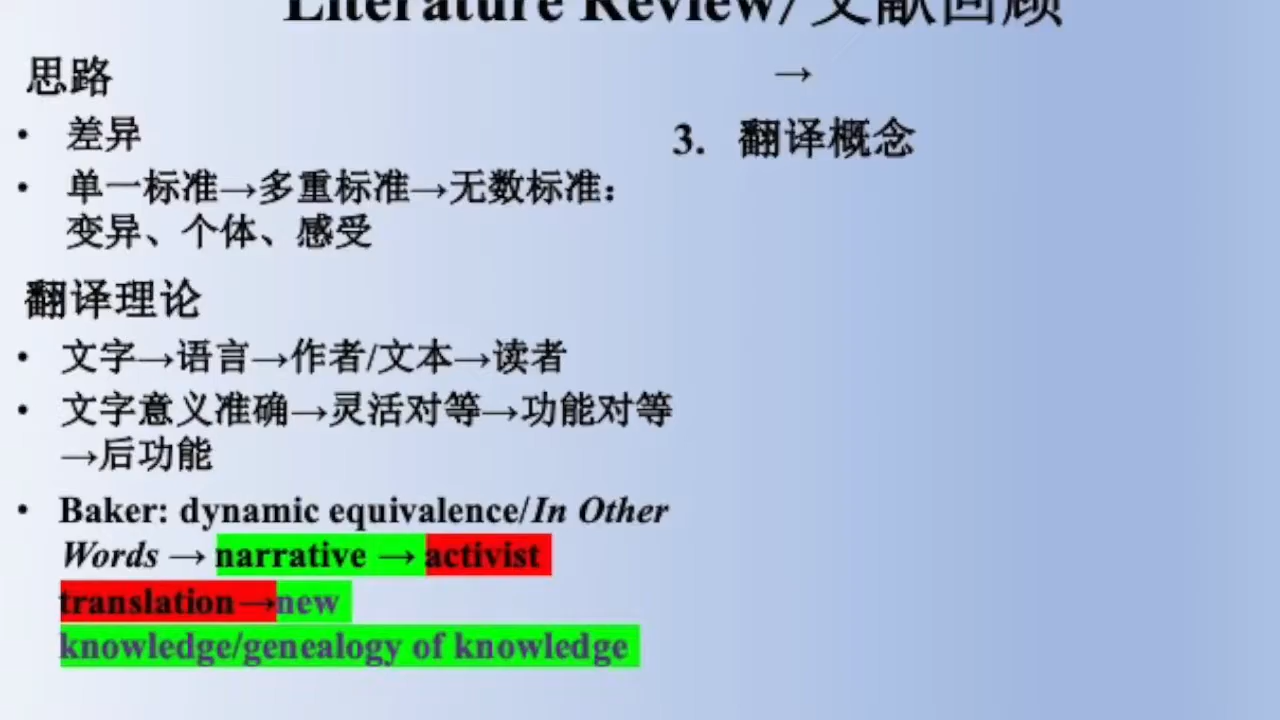 Literature Review/文献回顾
思路
• 差异
• 单一标准→多重标准→无数标准：
变异、个体、感受
翻译理论
• 文字→语言→作者/文本→读者
• 文字意义准确→灵活对等→功能对等
→后功能
• Baker: dynamic equivalence/In Other
Words → narrative → activist
translation→new
knowledge/genealogy of knowledge
→
3. 翻译概念